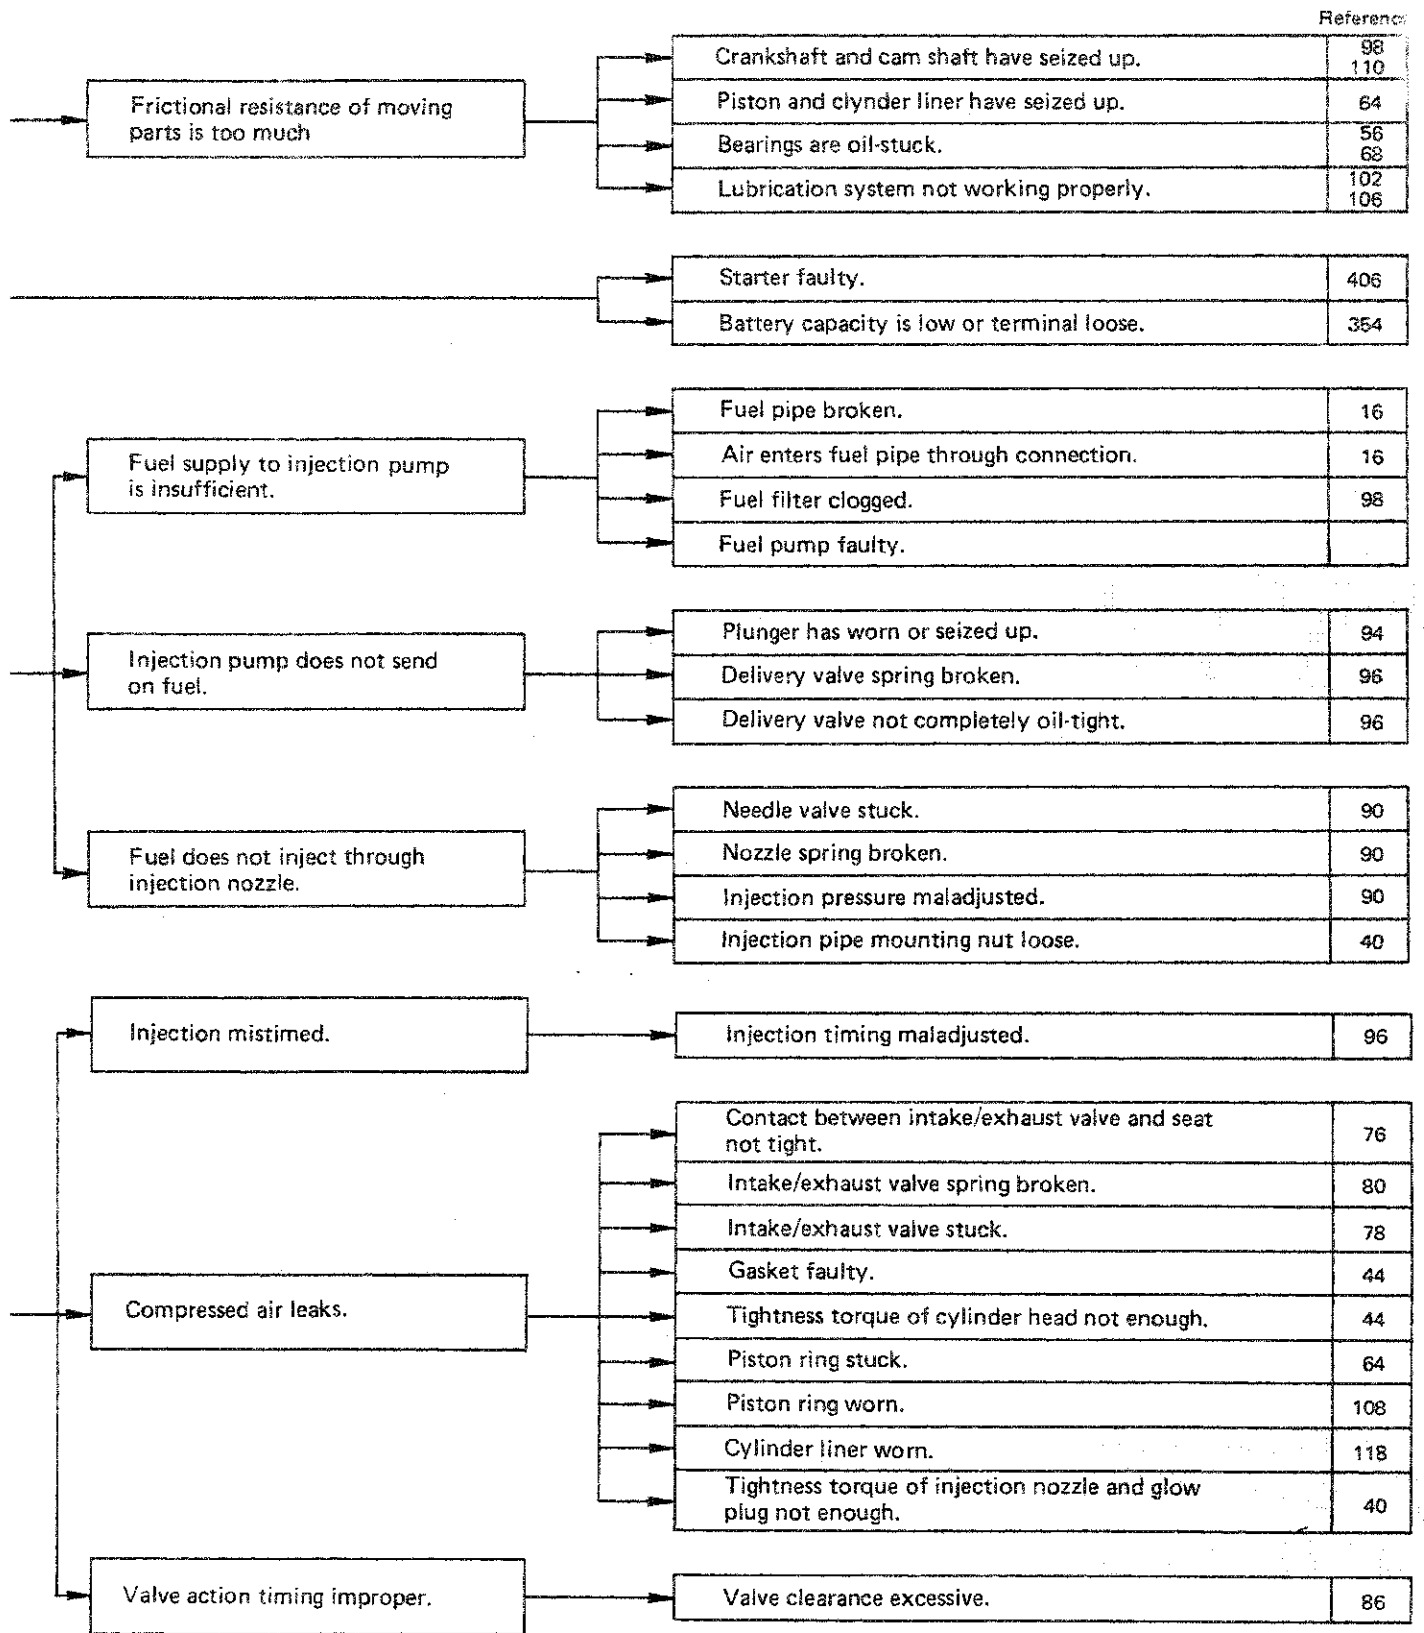 Referenc
Crankshaft and cam shaft have seized up.
98
110
Frictional resistance of moving
parts is too much
Piston and clynder liner have seized up.
64
Bearings are oil-stuck.
56
68
Lubrication system not working properly.
102
106
Starter faulty.
406
Battery capacity is low or terminal loose.
354
Fuel supply to injection pump
is insufficient.
Fuel pipe broken.
16
Air enters fuel pipe through connection.
16
Fuel filter clogged.
98
Fuel pump faulty.
Injection pump does not send
on fuel.
Plunger has worn or seized up.
94
Delivery valve spring broken.
96
Delivery valve not completely oil-tight.
96
Fuel does not inject through
injection nozzle.
Needle valve stuck.
90
Nozzle spring broken.
90
Injection pressure maladjusted.
90
Injection pipe mounting nut loose.
40
Injection mistimed.
Injection timing maladjusted.
96
Compressed air leaks.
Contact between intake/exhaust valve and seat
not tight.
76
Intake/exhaust valve spring broken.
80
Intake/exhaust valve stuck.
78
Gasket faulty.
44
Tightness torque of cylinder head not enough.
44
Piston ring stuck.
64
Piston ring worn.
108
Cylinder liner worn.
118
Tightness torque of injection nozzle and glow
plug not enough.
40
Valve action timing improper.
Valve clearance excessive.
86